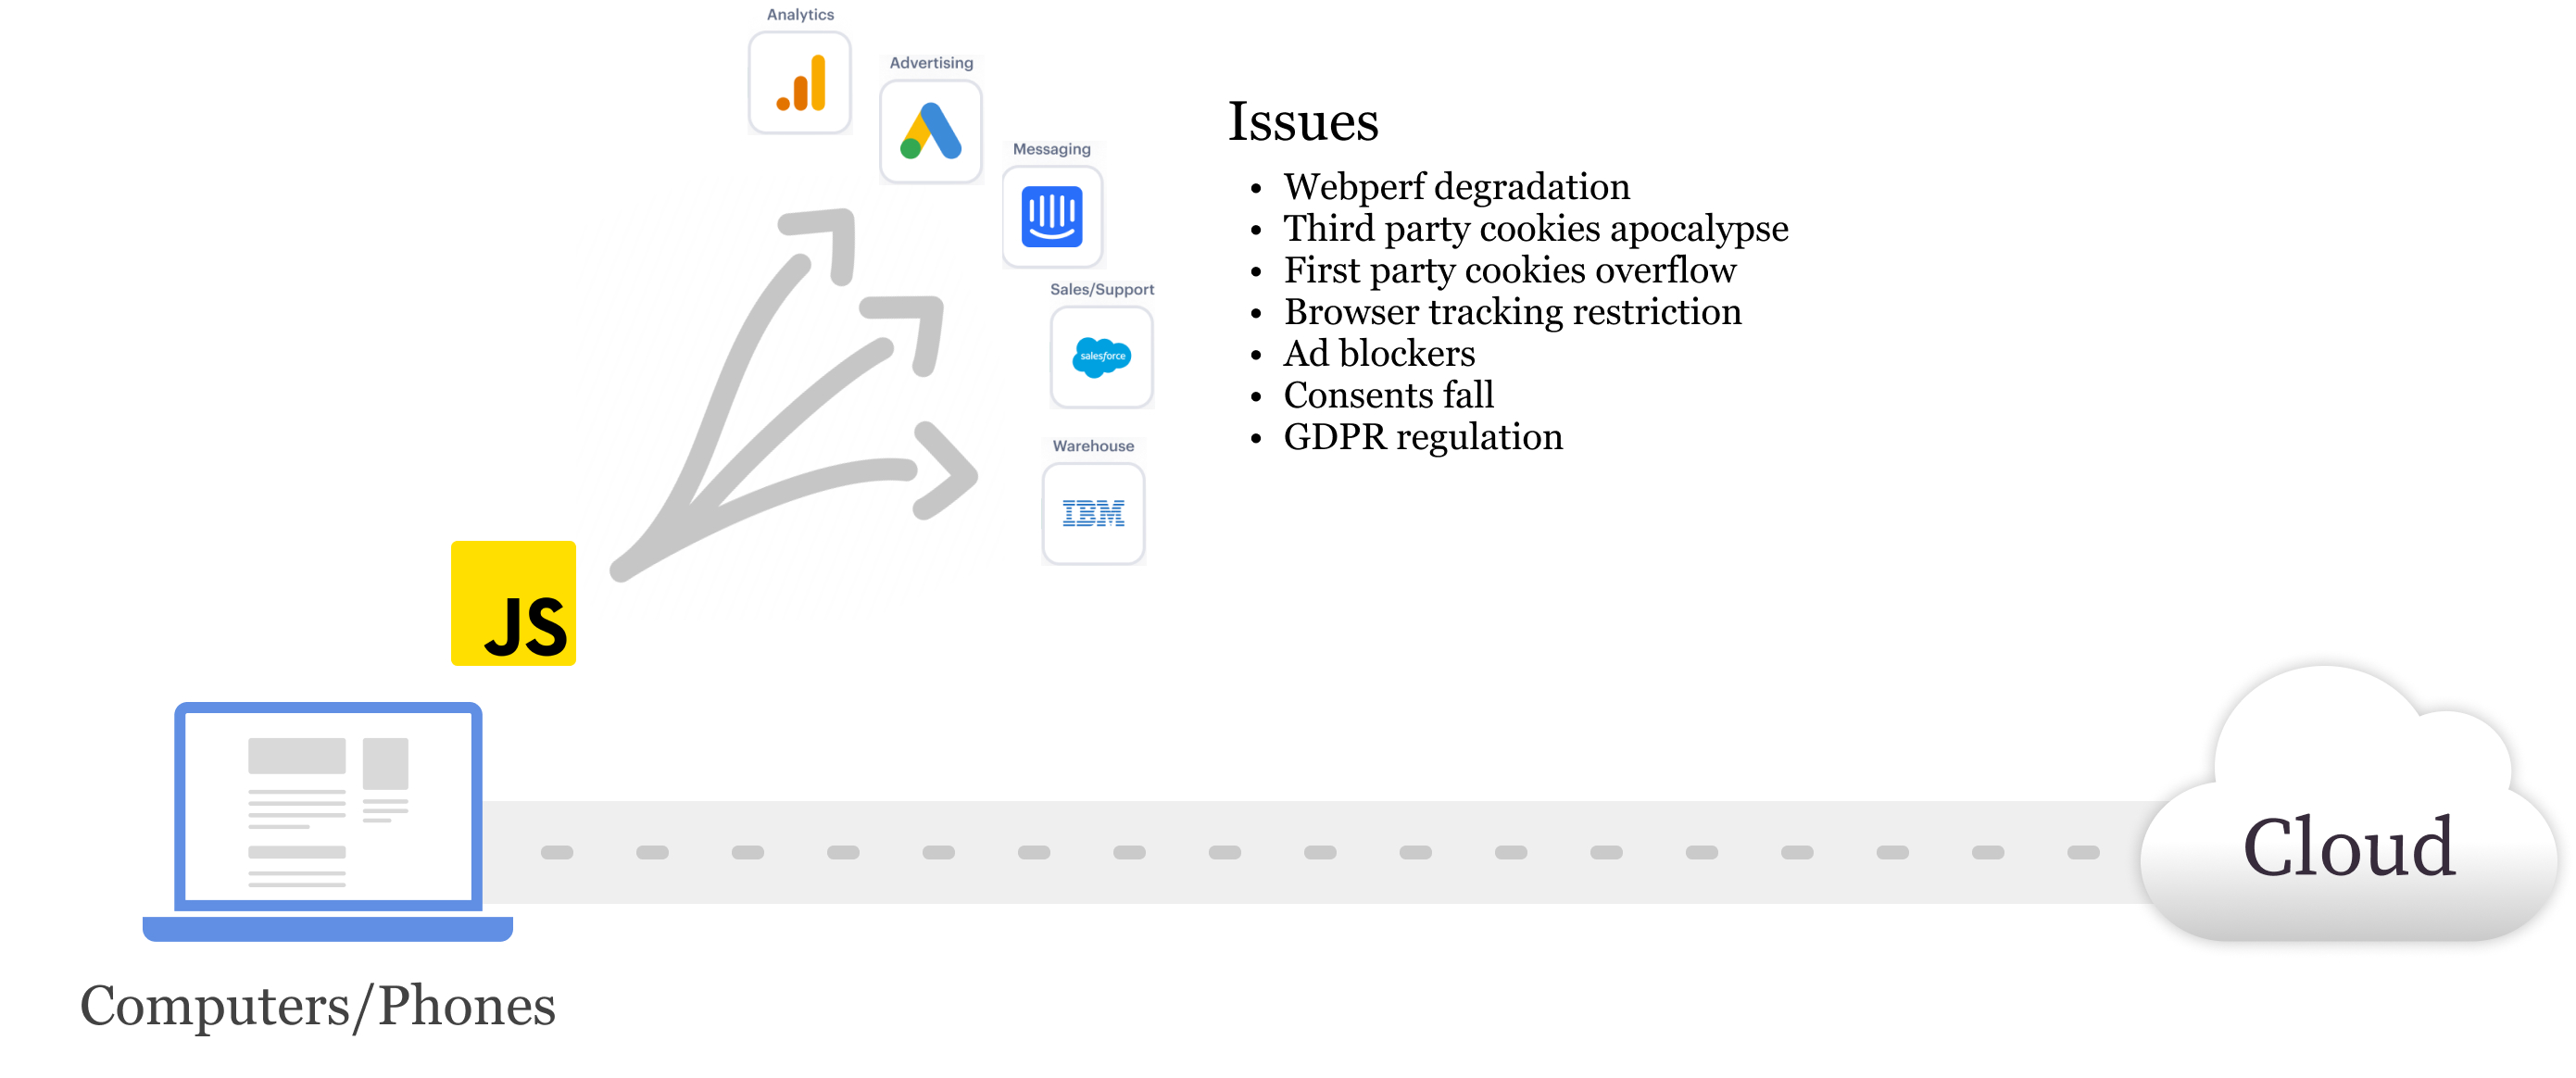 Analytics
Advertising
Messaging
Sales/Support
salesforce
Warehouse
IBM
Issues
• Webperf degradation
• Third party cookies apocalypse
• First party cookies overflow
• Browser tracking restriction
• Ad blockers
• Consents fall
• GDPR regulation
JS
Cloud
Computers/Phones